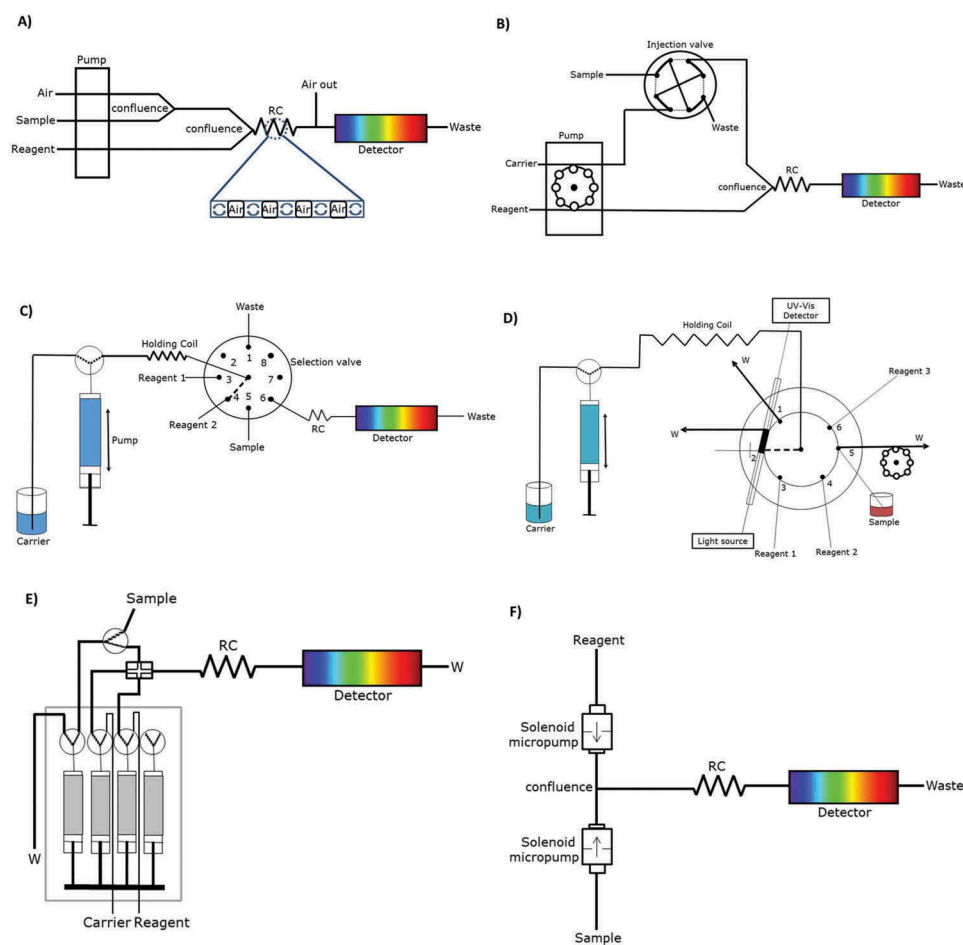 A)
Pump
Air
Sample
Reagent
confluence
confluence
RC
Air out
Detector
Waste
Air Air Air Air
B)
Injection valve
Sample
Waste
Pump
Carrier
Reagent
confluence
RC
Detector
Waste
C)
Waste
Holding Coil
Selection valve
1
2
3
4
5
6
7
8
Reagent 1
Reagent 2
Sample
Pump
Carrier
RC
Detector
Waste
D)
UV-Vis
Detector
Holding Coil
Reagent 3
W
W
W
1
2
3
4
5
6
Carrier
Light source
Reagent 1
Reagent 2
Sample
E)
Sample
RC
Detector
W
W
Carrier Reagent
F)
Reagent
Solenoid
micropump
confluence
RC
Detector
Waste
Solenoid
micropump
Sample